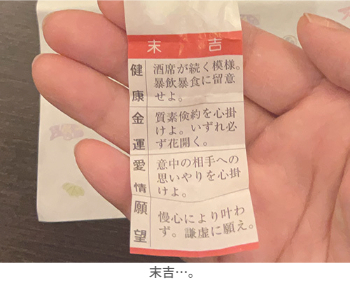 末吉
健康
酒席が続く模様。
暴飲暴食に留意
せよ。
金運
質素倹約を心掛
けよ。いずれ必
ず花開く。
愛情
意中の相手への
思いやりを心掛
けよ。
願望
慢心により叶わ
ず。謙虚に願え。
末吉…。